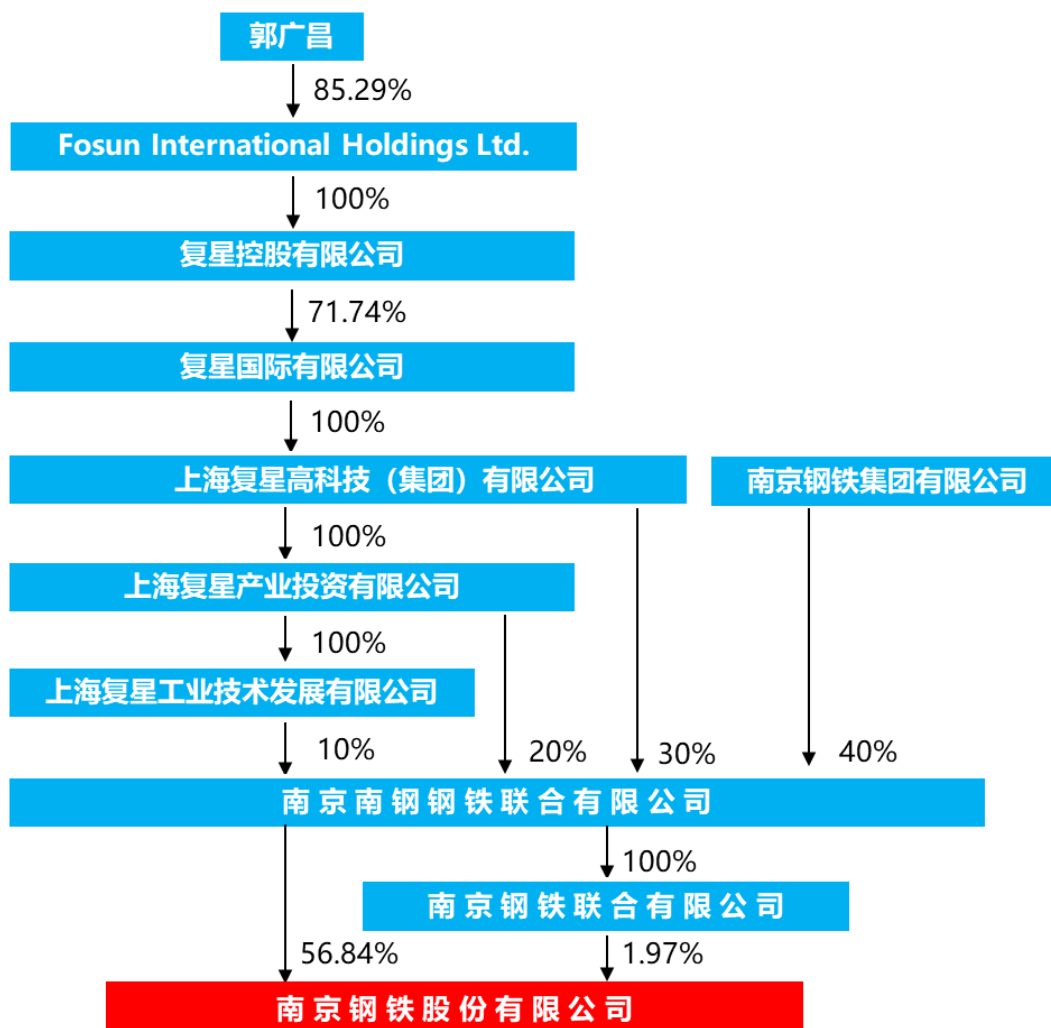 郭广昌
85.29%
Fosun International Holdings Ltd.
100%
复星控股有限公司
71.74%
复星国际有限公司
100%
上海复星高科技（集团）有限公司
南京钢铁集团有限公司
100%
上海复星产业投资有限公司
100%
上海复星工业技术发展有限公司
10%
20%
30%
40%
南京南钢钢铁联合有限公司
100%
南京钢铁联合有限公司
56.84%
1.97%
南京钢铁股份有限公司